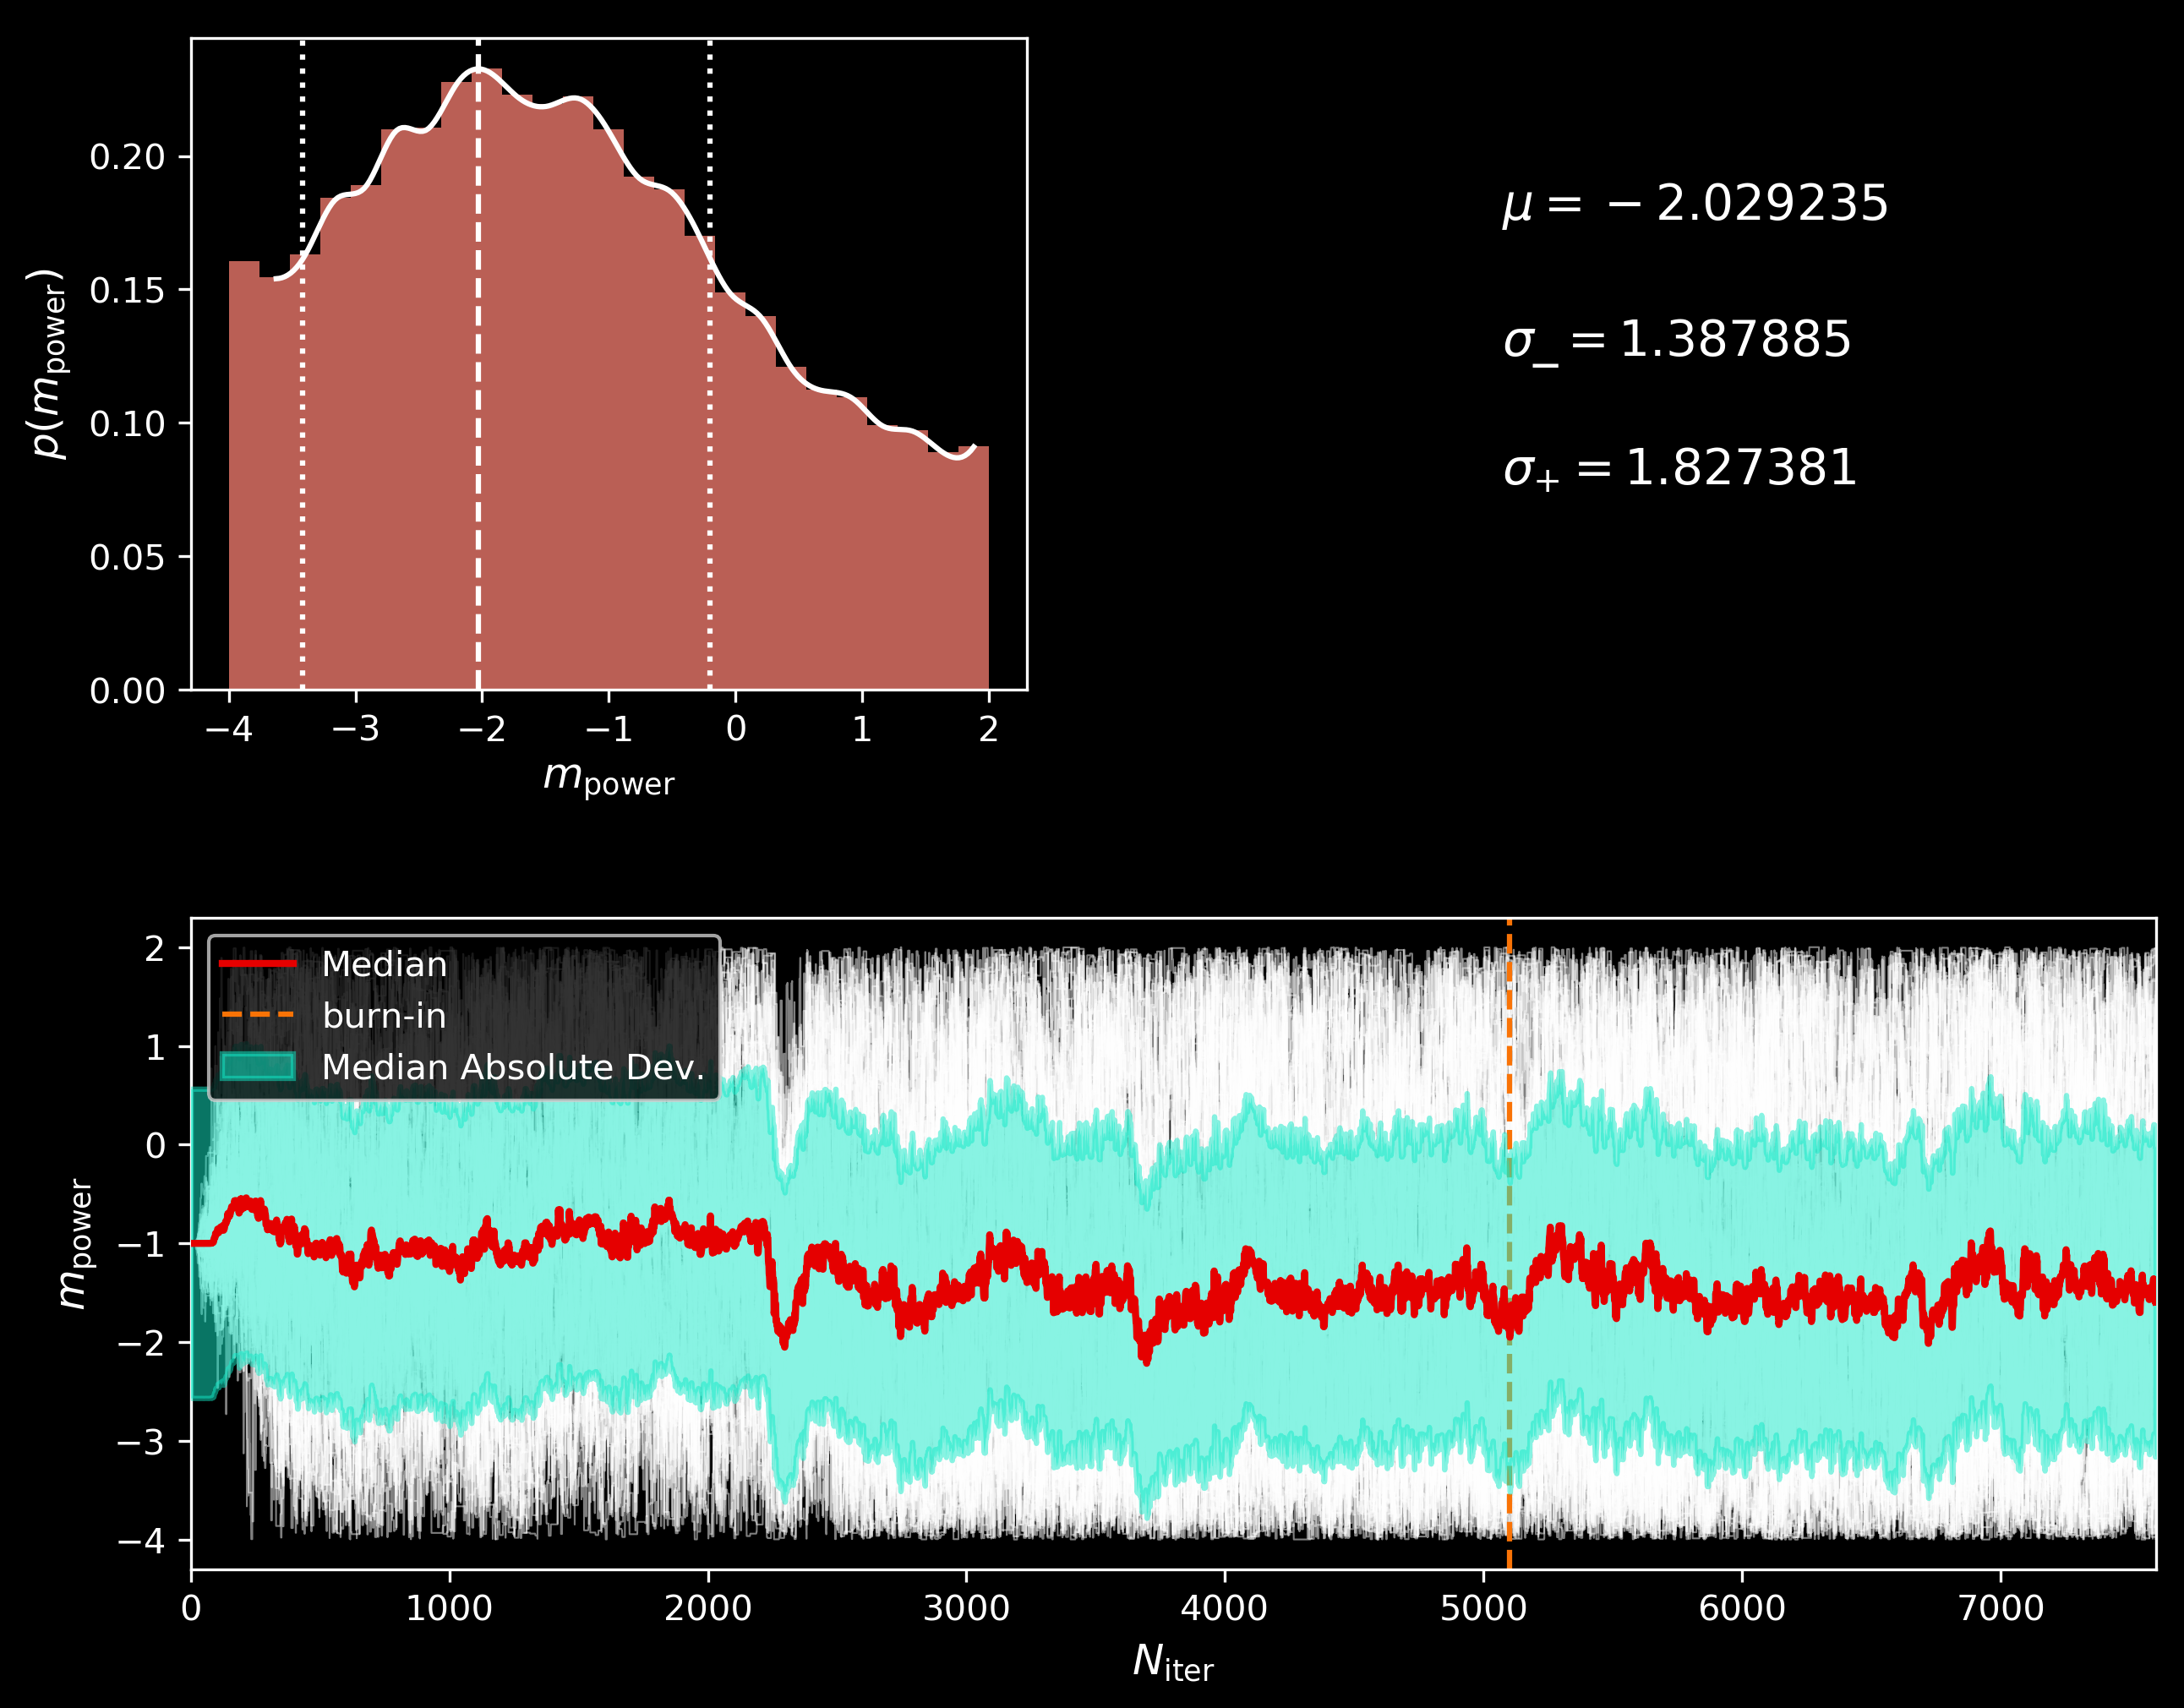 p(m_power)
0.20
0.15
0.10
0.05
0.00
−4 −3 −2 −1 0 1 2
m_power
μ = −2.029235
σ_− = 1.387885
σ_+ = 1.827381
m_power
2
1
0
−1
−2
−3
−4
Median
burn-in
Median Absolute Dev.
0 1000 2000 3000 4000 5000 6000 7000
N_iter